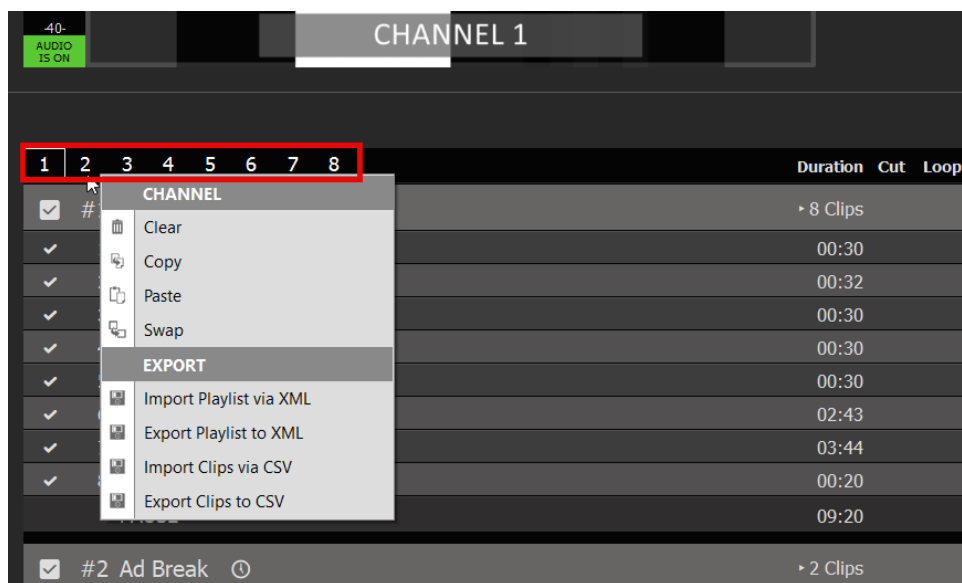 -40-
AUDIO
IS ON
CHANNEL 1
1 2 3 4 5 6 7 8 Duration Cut Loop
CHANNEL
# 8 Clips
Clear
00:30
Copy
00:32
Paste
00:30
Swap
00:30
EXPORT
00:30
Import Playlist via XML
02:43
Export Playlist to XML
03:44
Import Clips via CSV
00:20
Export Clips to CSV
09:20
#2 Ad Break 2 Clips